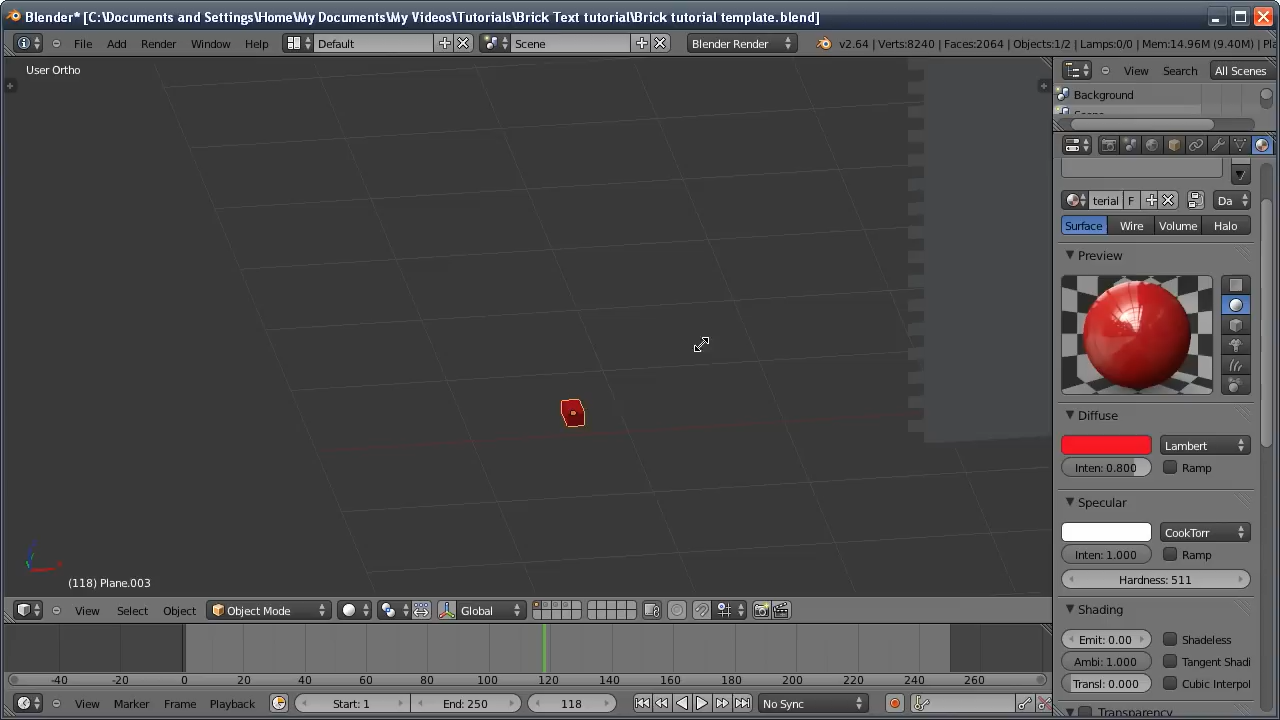 Blender* [C:\Documents and Settings\Home\My Documents\My Videos\Tutorials\Brick Text tutorial\Brick tutorial template.blend]
File Add Render Window Help Default Scene Blender Render v2.64 | Verts:8240 | Faces:2064 | Objects:1/2 | Lamps:0/0 | Mem:14.96M (9.40M) | Pla
User Ortho
View Search All Scenes
Background
terial F Da
Surface Wire Volume Halo
Preview
Diffuse
Lambert
Inten: 0.800 Ramp
Specular
CookTorr
Inten: 1.000 Ramp
Hardness: 511
Shading
Emit: 0.00 Shadeless
Ambi: 1.000 Tangent Shadi
Transl: 0.000 Cubic Interpol
Transparency
(118) Plane.003
View Select Object Object Mode Global
-40 -20 0 20 40 60 80 100 120 140 160 180 200 220 240 260
View Marker Frame Playback Start: 1 End: 250 118 No Sync